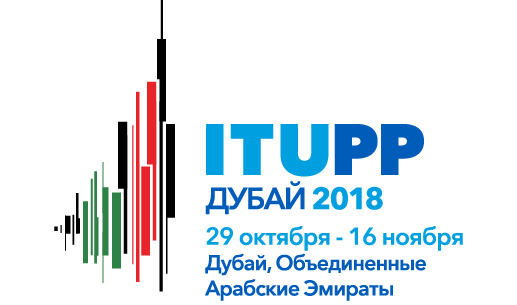 ITUPP
ДУБАЙ 2018
29 октября - 16 ноября
Дубай, Объединенные
Арабские Эмираты